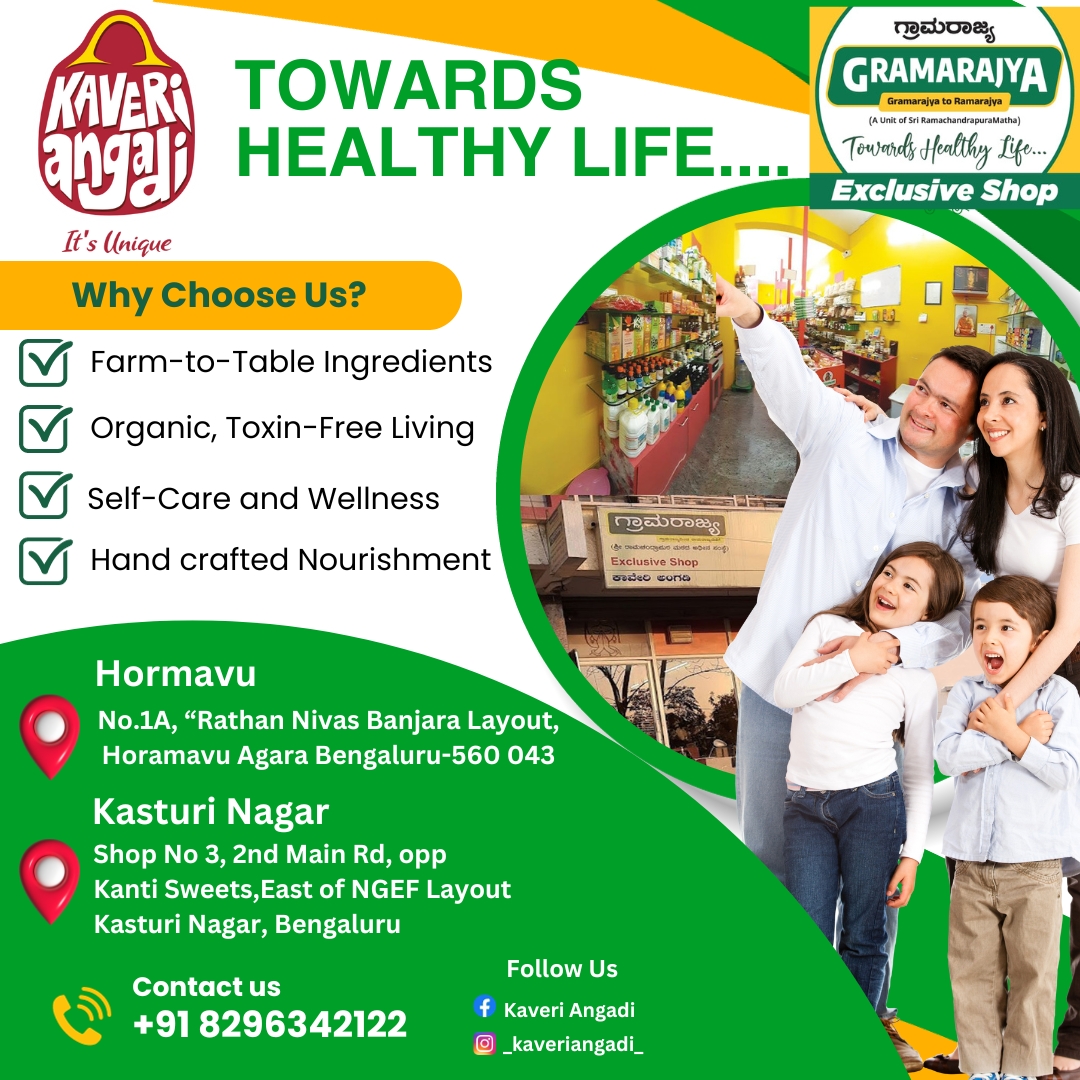 KAVERI
angadi
It's Unique
TOWARDS
HEALTHY LIFE....
ಗ್ರಾಮರಾಜ್ಯ
GRAMARAJYA
Gramarajya to Ramarajya
(A Unit of Sri RamachandrapuraMatha)
Towards Healthy Life...
Exclusive Shop
Why Choose Us?
Farm-to-Table Ingredients
Organic, Toxin-Free Living
Self-Care and Wellness
Hand crafted Nourishment
ಗ್ರಾಮರಾಜ್ಯ
(ಶ್ರೀ ರಾಮಚಂದ್ರಾಪುರ ಮಠದ ಅಧೀನ ಸಂಸ್ಥೆ)
Exclusive Shop
ಕಾವೇರಿ ಅಂಗಡಿ
Hormavu
No.1A, “Rathan Nivas Banjara Layout,
Horamavu Agara Bengaluru-560 043
Kasturi Nagar
Shop No 3, 2nd Main Rd, opp
Kanti Sweets,East of NGEF Layout
Kasturi Nagar, Bengaluru
Contact us
+91 8296342122
Follow Us
Kaveri Angadi
_kaveriangadi_